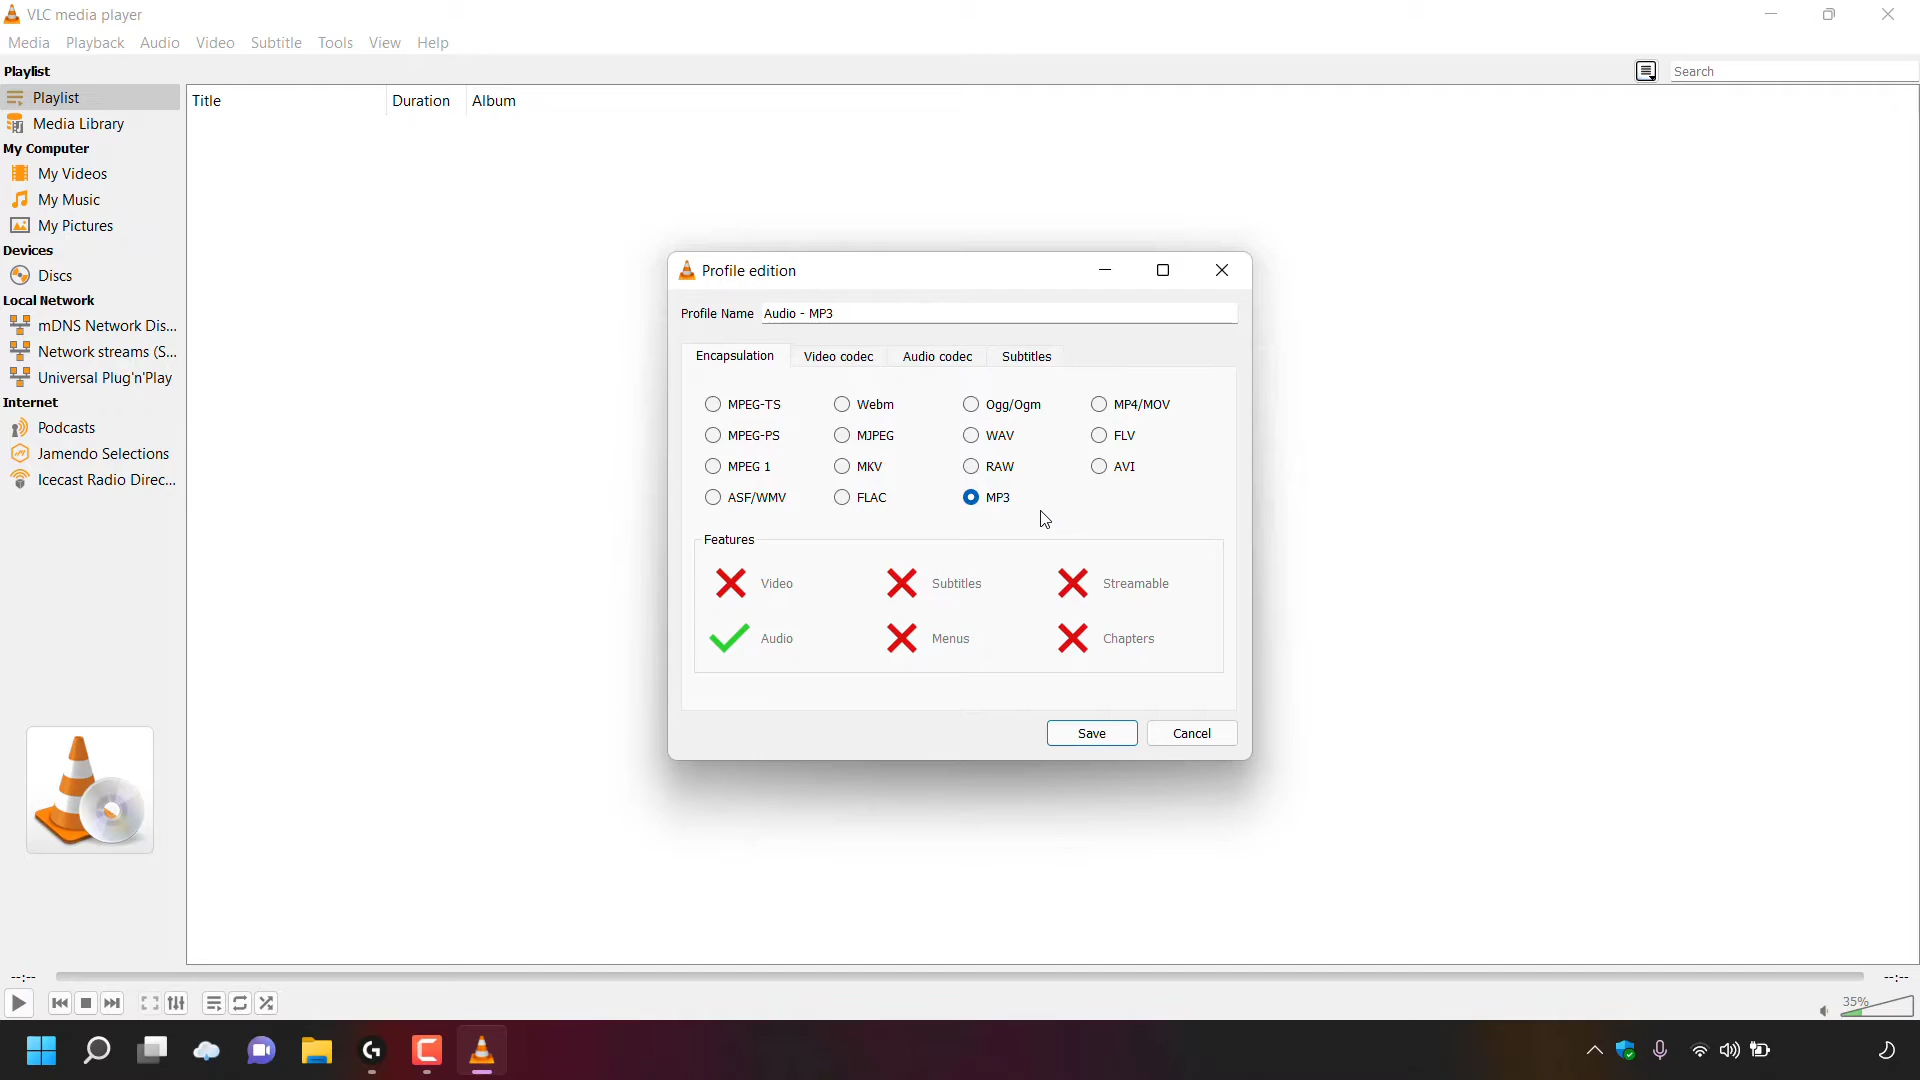 VLC media player
Media Playback Audio Video Subtitle Tools View Help
Playlist
Search
Playlist
Media Library
My Computer
My Videos
My Music
My Pictures
Devices
Discs
Local Network
mDNS Network Dis...
Network streams (S...
Universal Plug'n'Play
Internet
Podcasts
Jamendo Selections
Icecast Radio Direc...
Title Duration Album
Profile edition
Profile Name Audio - MP3
Encapsulation Video codec Audio codec Subtitles
MPEG-TS Webm Ogg/Ogm MP4/MOV
MPEG-PS MJPEG WAV FLV
MPEG 1 MKV RAW AVI
ASF/WMV FLAC MP3
Features
Video Subtitles Streamable
Audio Menus Chapters
Save Cancel
--:-- --:--
35%